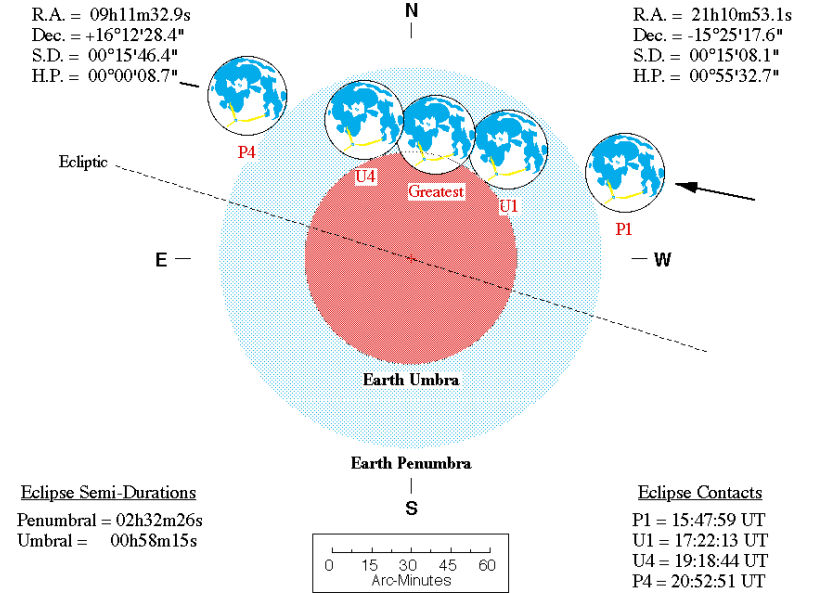 R.A. = 09h11m32.9s
Dec. = +16°12'28.4"
S.D. = 00°15'46.4"
H.P. = 00°00'08.7"
N
R.A. = 21h10m53.1s
Dec. = -15°25'17.6"
S.D. = 00°15'08.1"
H.P. = 00°55'32.7"
P4
Ecliptic
U4
Greatest
U1
P1
E
W
Earth Umbra
Earth Penumbra
S
Eclipse Semi-Durations
Penumbral = 02h32m26s
Umbral = 00h58m15s
0 15 30 45 60
Arc-Minutes
Eclipse Contacts
P1 = 15:47:59 UT
U1 = 17:22:13 UT
U4 = 19:18:44 UT
P4 = 20:52:51 UT